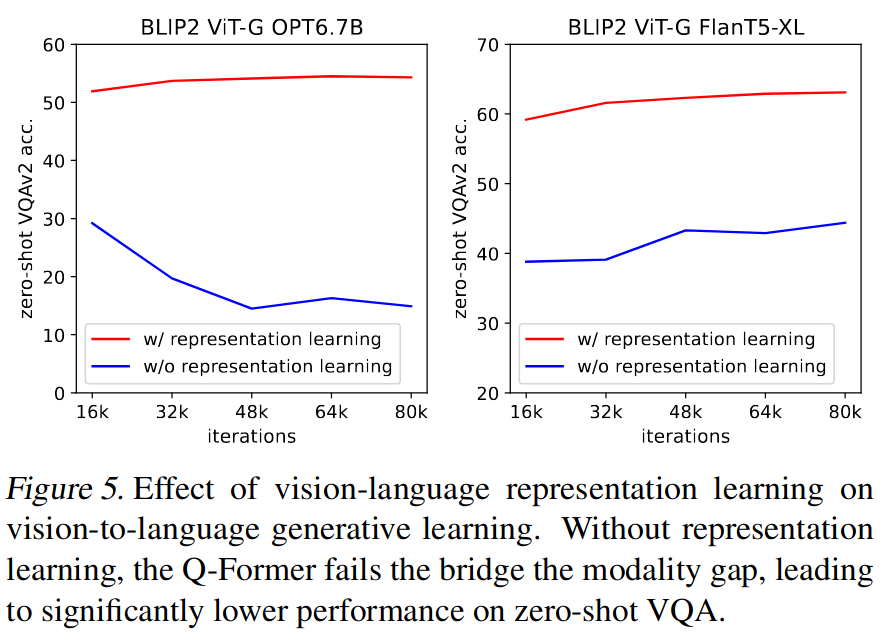 BLIP2 ViT-G OPT6.7B
zero-shot VQAv2 acc.
60
50
40
30
20
10
0
w/ representation learning
w/o representation learning
16k 32k 48k 64k 80k
iterations
BLIP2 ViT-G FlanT5-XL
zero-shot VQAv2 acc.
70
60
50
40
30
20
w/ representation learning
w/o representation learning
16k 32k 48k 64k 80k
iterations
Figure 5. Effect of vision-language representation learning on
vision-to-language generative learning. Without representation
learning, the Q-Former fails the bridge the modality gap, leading
to significantly lower performance on zero-shot VQA.